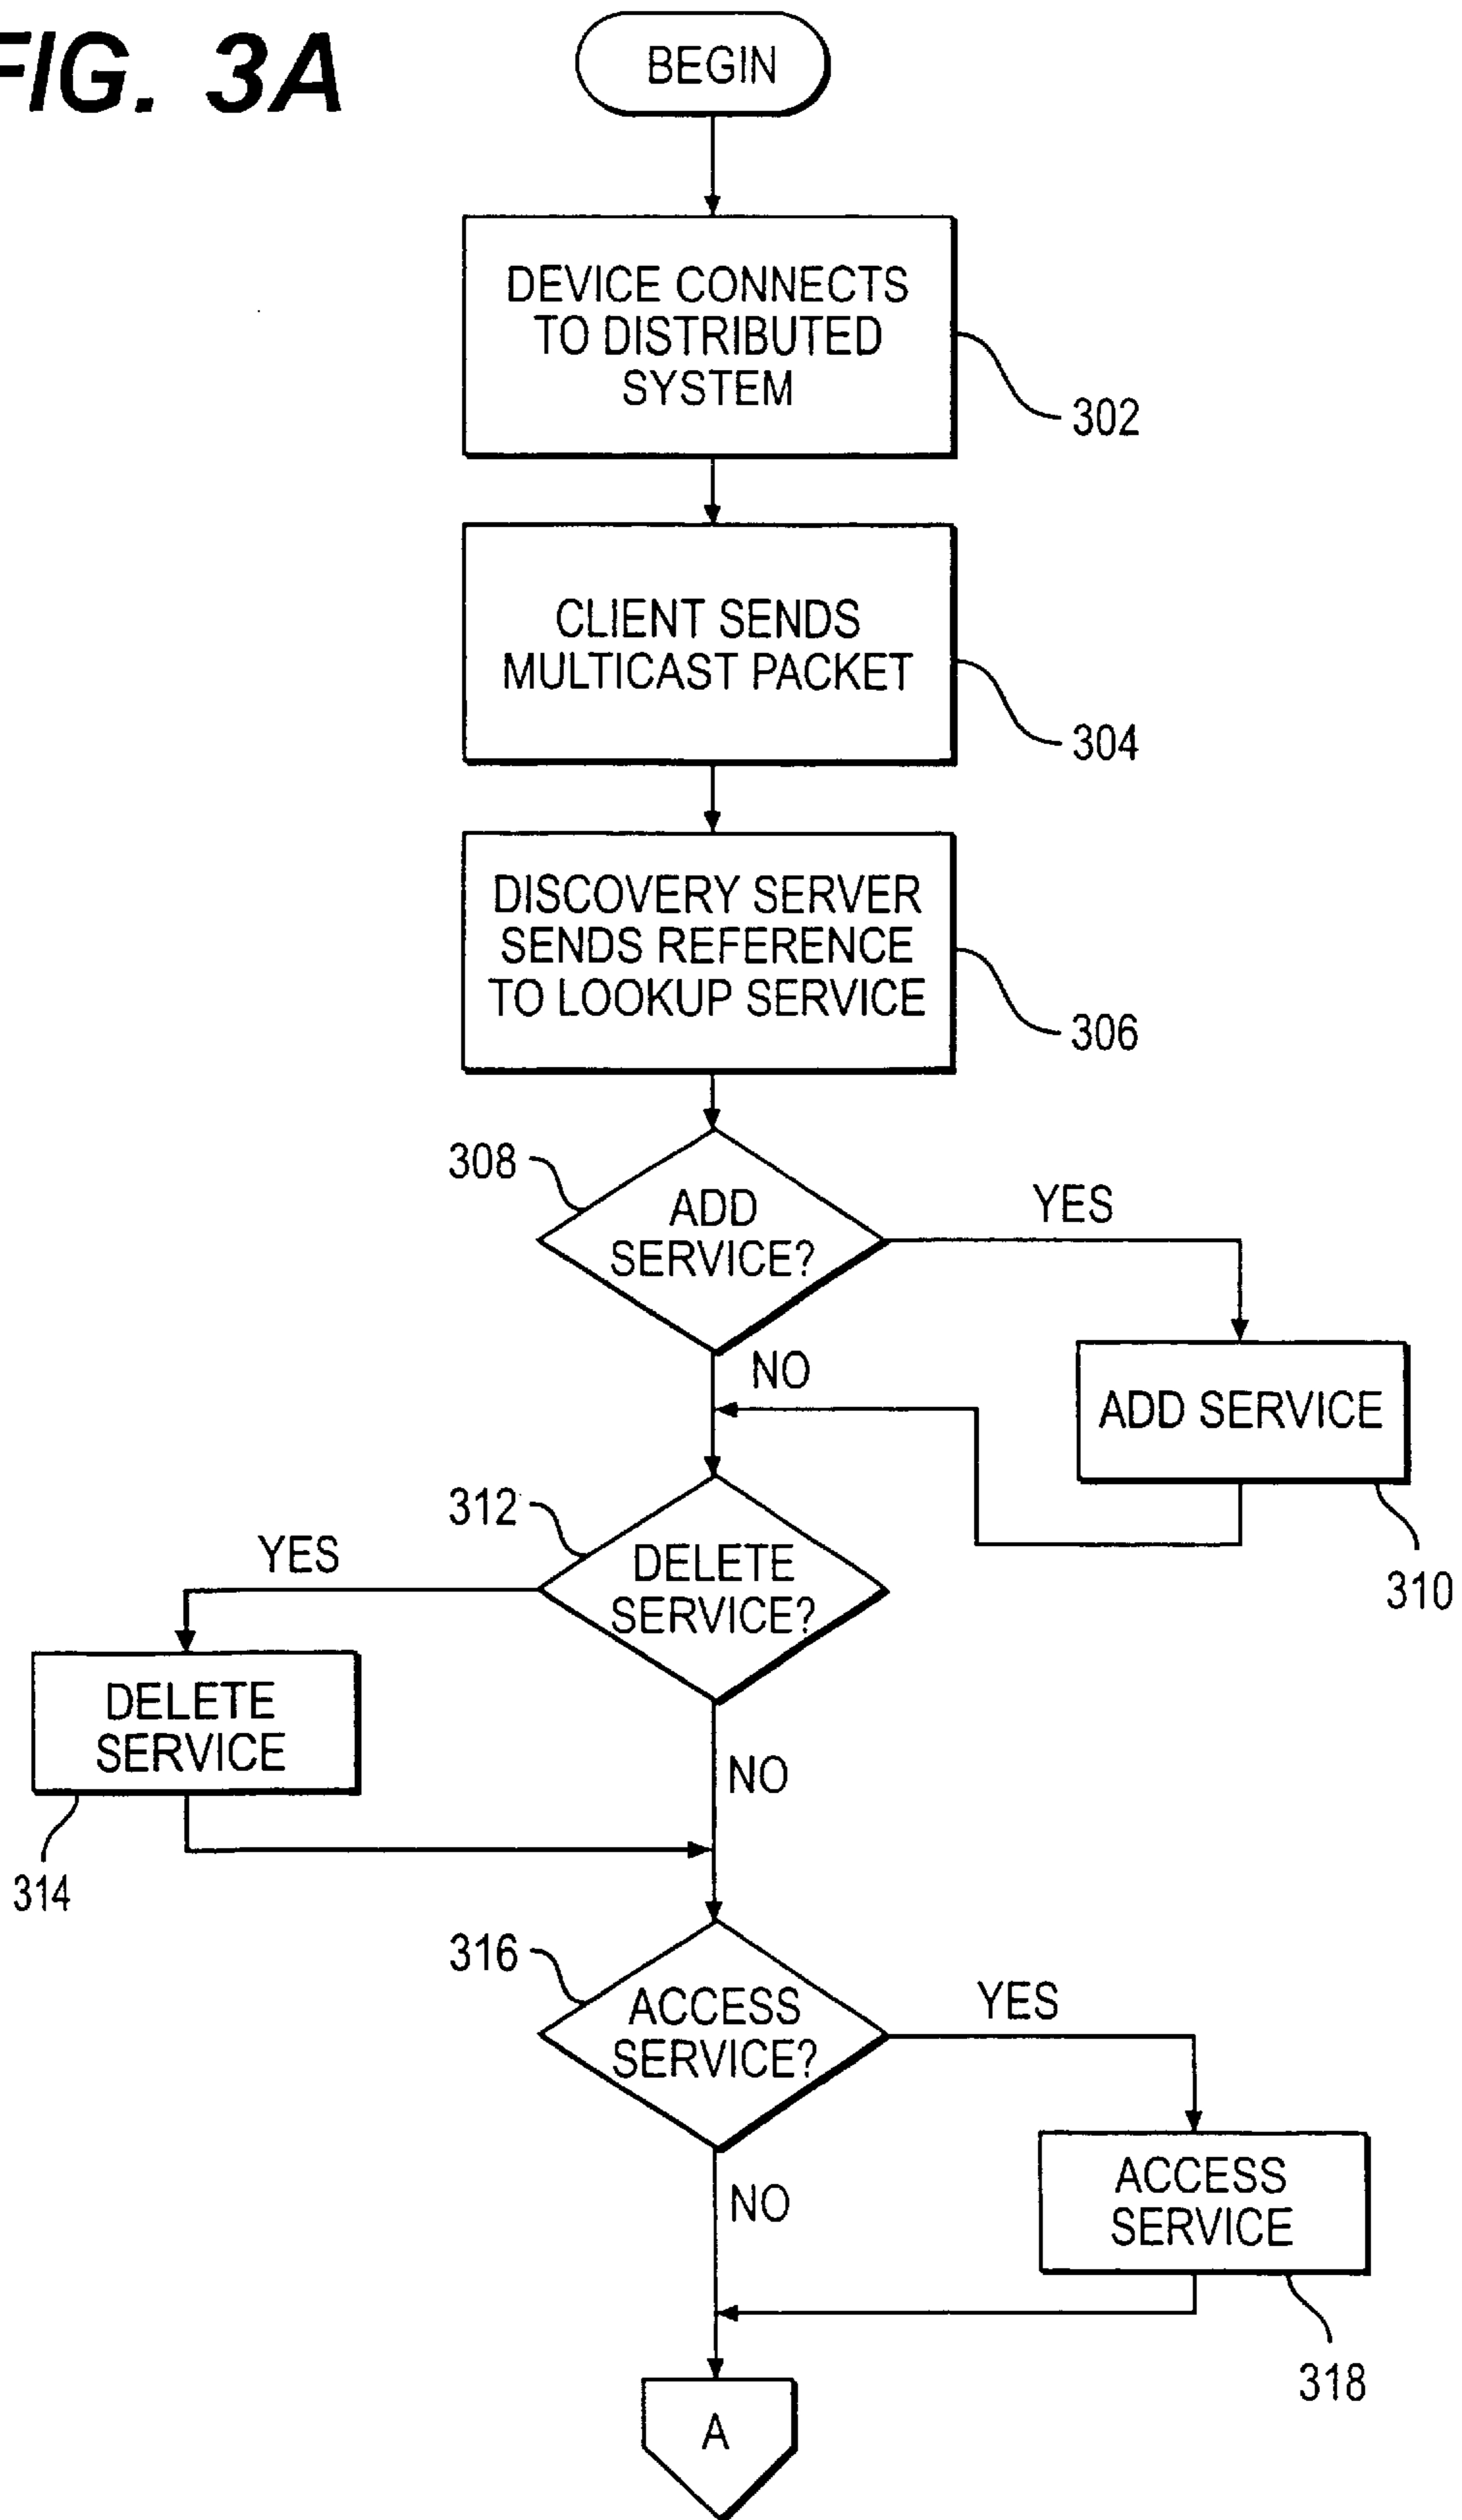 FIG. 3A
BEGIN
DEVICE CONNECTS
TO DISTRIBUTED
SYSTEM
302
CLIENT SENDS
MULTICAST PACKET
304
DISCOVERY SERVER
SENDS REFERENCE
TO LOOKUP SERVICE
306
308
ADD
SERVICE?
YES
NO
ADD SERVICE
310
312
DELETE
SERVICE?
YES
DELETE
SERVICE
NO
314
316
ACCESS
SERVICE?
YES
ACCESS
SERVICE
NO
318
A